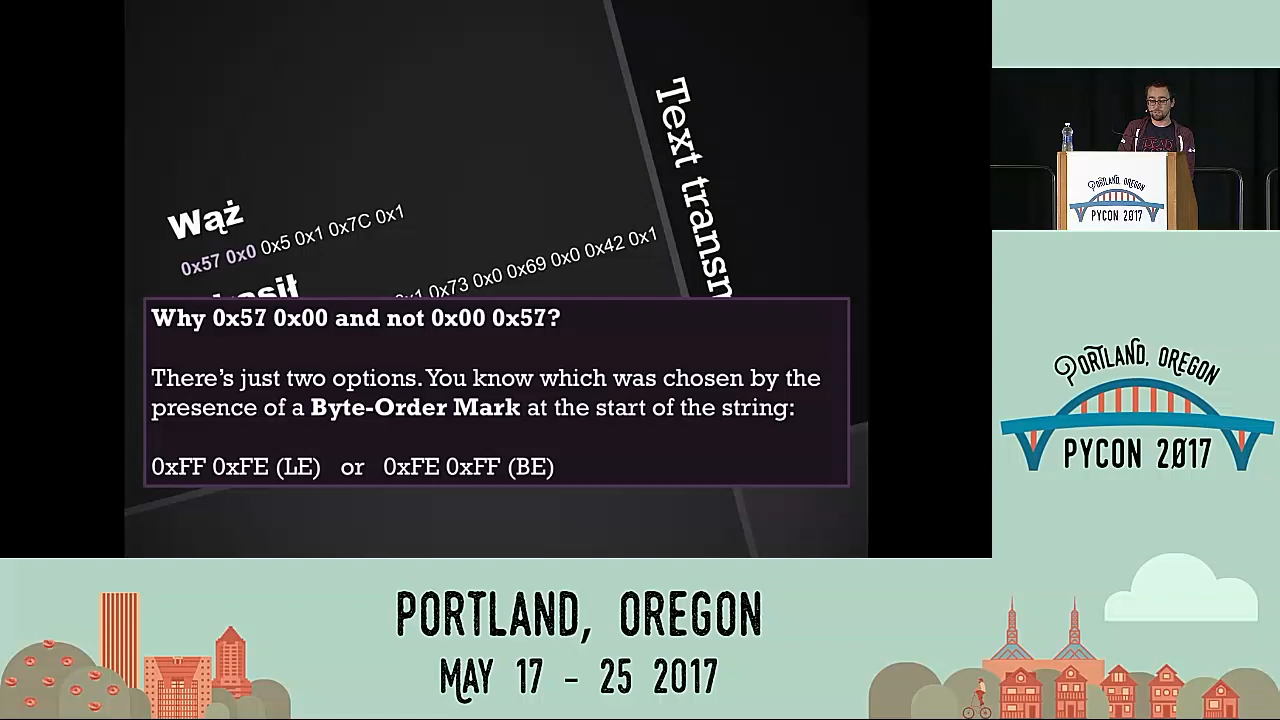 Text transm
Wąż
0x57 0x0 0x5 0x1 0x7C 0x1
0x73 0x0 0x69 0x0 0x42 0x1
Why 0x57 0x00 and not 0x00 0x57?
There's just two options. You know which was chosen by the
presence of a Byte-Order Mark at the start of the string:
0xFF 0xFE (LE) or 0xFE 0xFF (BE)
PORTLAND, OREGON
PYCON 2017
PORTLAND, OREGON
PYCON 2017
PORTLAND, OREGON
MAY 17 - 25 2017